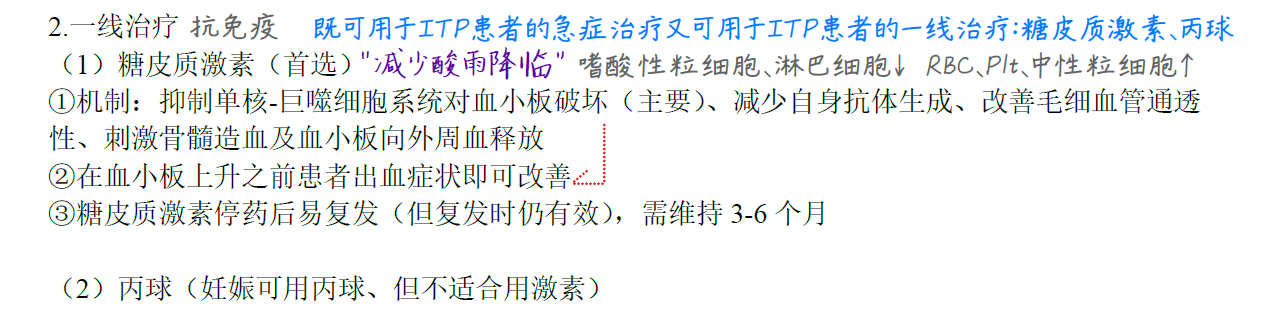 2.一线治疗 抗免疫 既可用于ITP患者的急症治疗又可用于ITP患者的一线治疗:糖皮质激素、丙球
（1）糖皮质激素（首选）"减少酸雨降临" 嗜酸性粒细胞、淋巴细胞↓ RBC、Plt、中性粒细胞↑
①机制：抑制单核-巨噬细胞系统对血小板破坏（主要）、减少自身抗体生成、改善毛细血管通透
性、刺激骨髓造血及血小板向外周血释放
②在血小板上升之前患者出血症状即可改善
③糖皮质激素停药后易复发（但复发时仍有效），需维持 3-6 个月
（2）丙球（妊娠可用丙球、但不适合用激素）